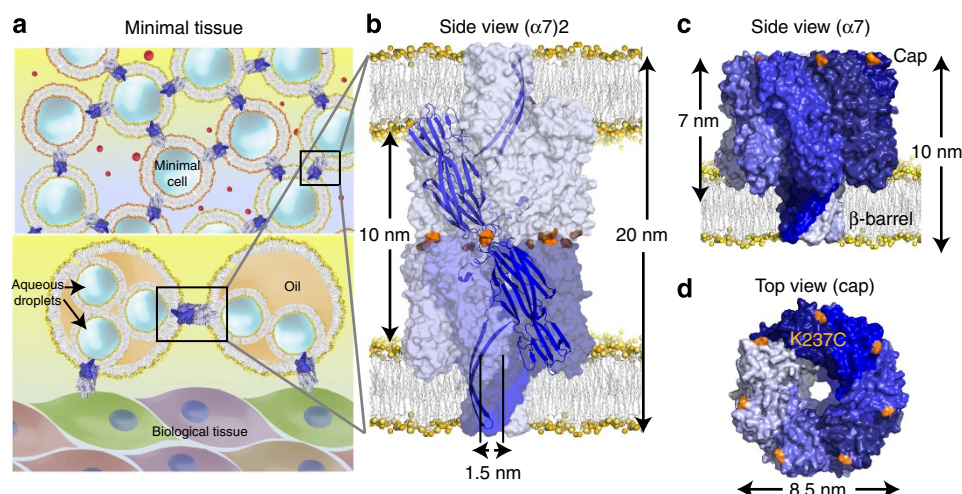 a
Minimal tissue
Minimal
cell
Aqueous
droplets
Oil
Biological tissue
b
Side view (α7)2
10 nm
20 nm
1.5 nm
c
Side view (α7)
Cap
7 nm
10 nm
β-barrel
d
Top view (cap)
K237C
8.5 nm